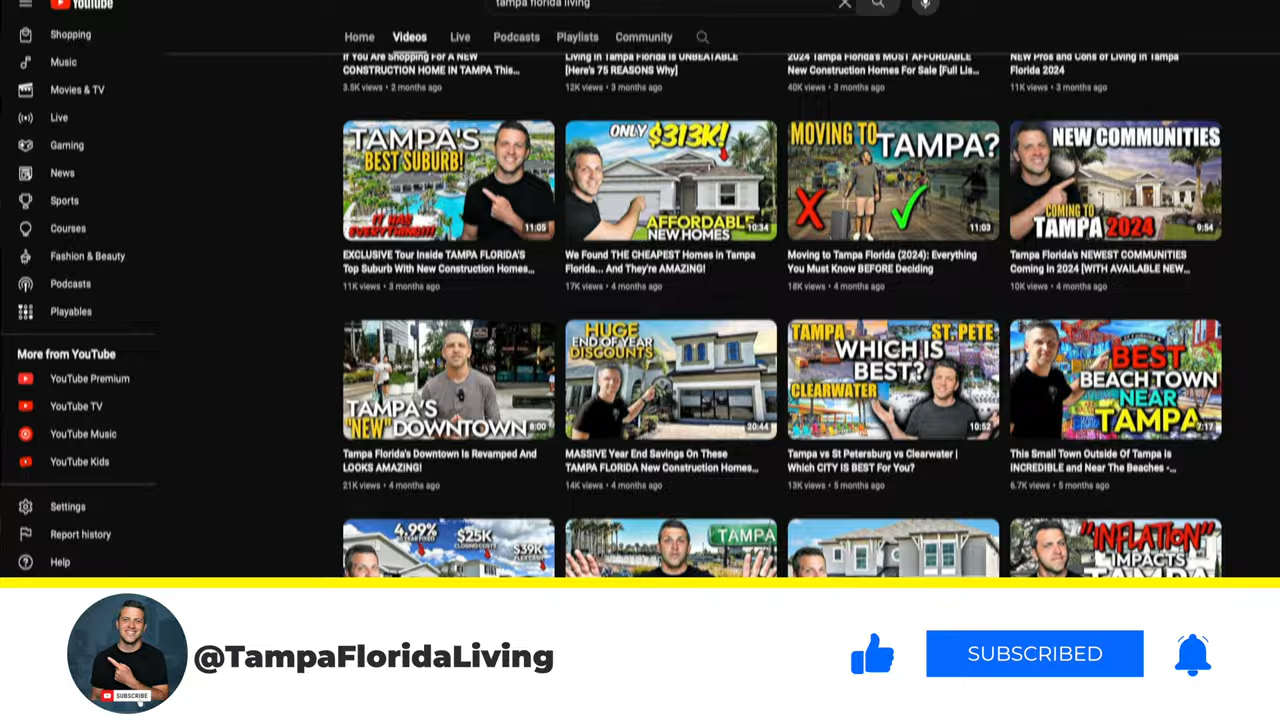 YouTube
tampa florida living
Home
Videos
Live
Podcasts
Playlists
Community
Shopping
Music
Movies & TV
Live
Gaming
News
Sports
Courses
Fashion & Beauty
Podcasts
Playables
More from YouTube
YouTube Premium
YouTube TV
YouTube Music
YouTube Kids
Settings
Report history
Help
If You Are Shopping For A NEW
CONSTRUCTION HOME IN TAMPA This...
3.5K views • 2 months ago
Living in Tampa Florida is UNBEATABLE
[Here's 75 REASONS Why]
12K views • 3 months ago
2024 Tampa Florida's MOST AFFORDABLE
New Construction Homes For Sale [Full Lis...
40K views • 3 months ago
NEW Pros and Cons of Living in Tampa
Florida 2024
11K views • 3 months ago
TAMPA'S
BEST SUBURB!
IT HAS
EVERYTHING!!!
11:05
EXCLUSIVE Tour Inside TAMPA FLORIDA'S
Top Suburb With New Construction Homes...
11K views • 3 months ago
ONLY $313K!
AFFORDABLE
NEW HOMES
10:34
We Found THE CHEAPEST Homes in Tampa
Florida... And They're AMAZING!
17K views • 4 months ago
MOVING TO
TAMPA?
11:03
Moving to Tampa Florida (2024): Everything
You Must Know BEFORE Deciding
18K views • 4 months ago
NEW COMMUNITIES
COMING TO
TAMPA 2024
9:54
Tampa Florida's NEWEST COMMUNITIES
Coming in 2024 [WITH AVAILABLE NEW...
10K views • 4 months ago
TAMPA'S
"NEW" DOWNTOWN
8:00
Tampa Florida's Downtown Is Revamped And
LOOKS AMAZING!
21K views • 4 months ago
HUGE
END OF YEAR
DISCOUNTS
20:44
MASSIVE Year End Savings On These
TAMPA FLORIDA New Construction Homes...
14K views • 4 months ago
TAMPA ST. PETE
WHICH IS
BEST?
CLEARWATER
10:52
Tampa vs St Petersburg vs Clearwater |
Which CITY IS BEST For You?
13K views • 5 months ago
BEST
BEACH TOWN
NEAR
TAMPA
7:17
This Small Town Outside Of Tampa is
INCREDIBLE and Near The Beaches -...
6.7K views • 5 months ago
4.99%
$25K
CLOSING COSTS
$39K
TAMPA
"INFLATION"
IMPACTS
TAMPA
SUBSCRIBE
@TampaFloridaLiving
SUBSCRIBED